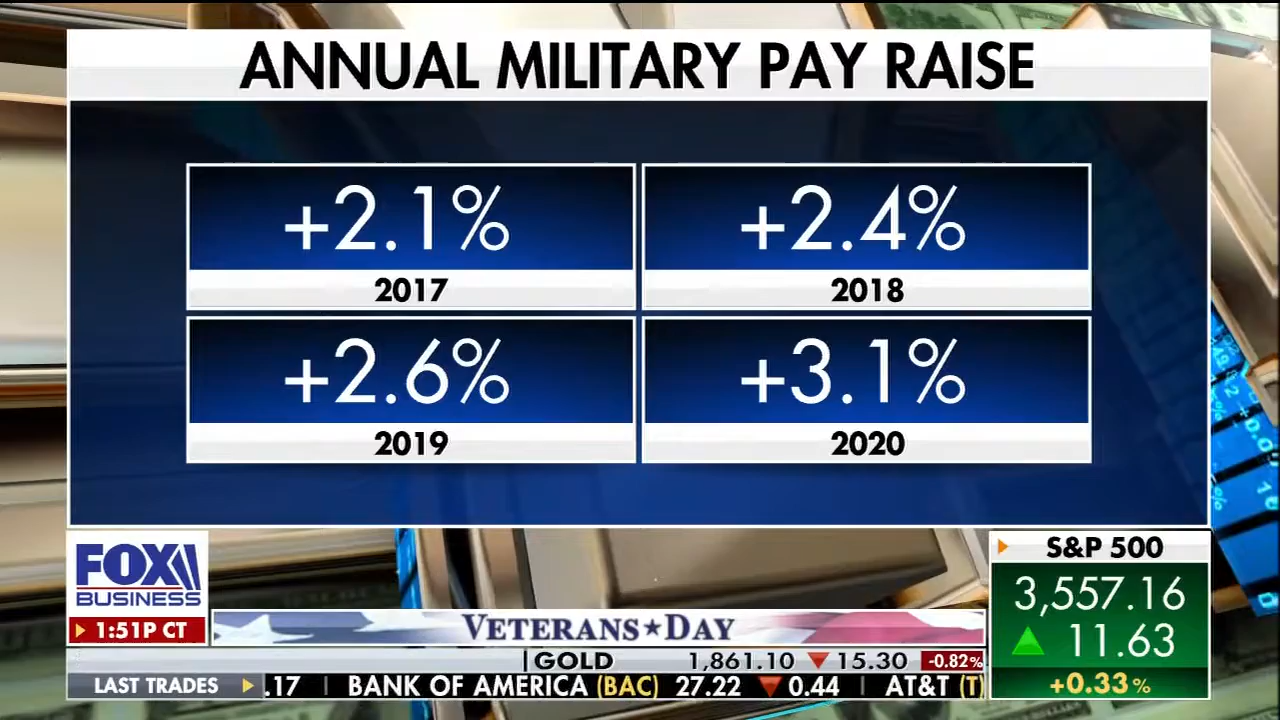 ANNUAL MILITARY PAY RAISE
+2.1%
2017
+2.4%
2018
+2.6%
2019
+3.1%
2020
FOX
BUSINESS
1:51P CT
VETERANS★DAY
GOLD 1,861.10 ▼ 15.30 -0.82%
LAST TRADES .17 | BANK OF AMERICA (BAC) 27.22 ▼ 0.44 | AT&T (T)
S&P 500
3,557.16
▲ 11.63
+0.33%